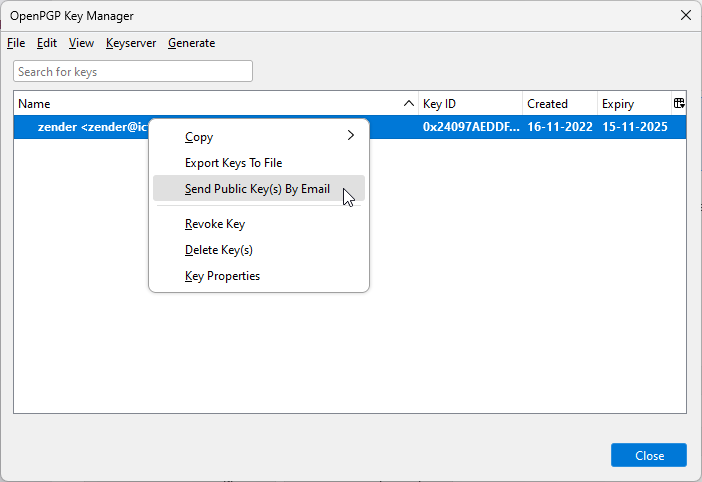 OpenPGP Key Manager
File Edit View Keyserver Generate
Search for keys
Name Key ID Created Expiry
zender <zender@ic 0x24097AEDDF... 16-11-2022 15-11-2025
Copy
Export Keys To File
Send Public Key(s) By Email
Revoke Key
Delete Key(s)
Key Properties
Close